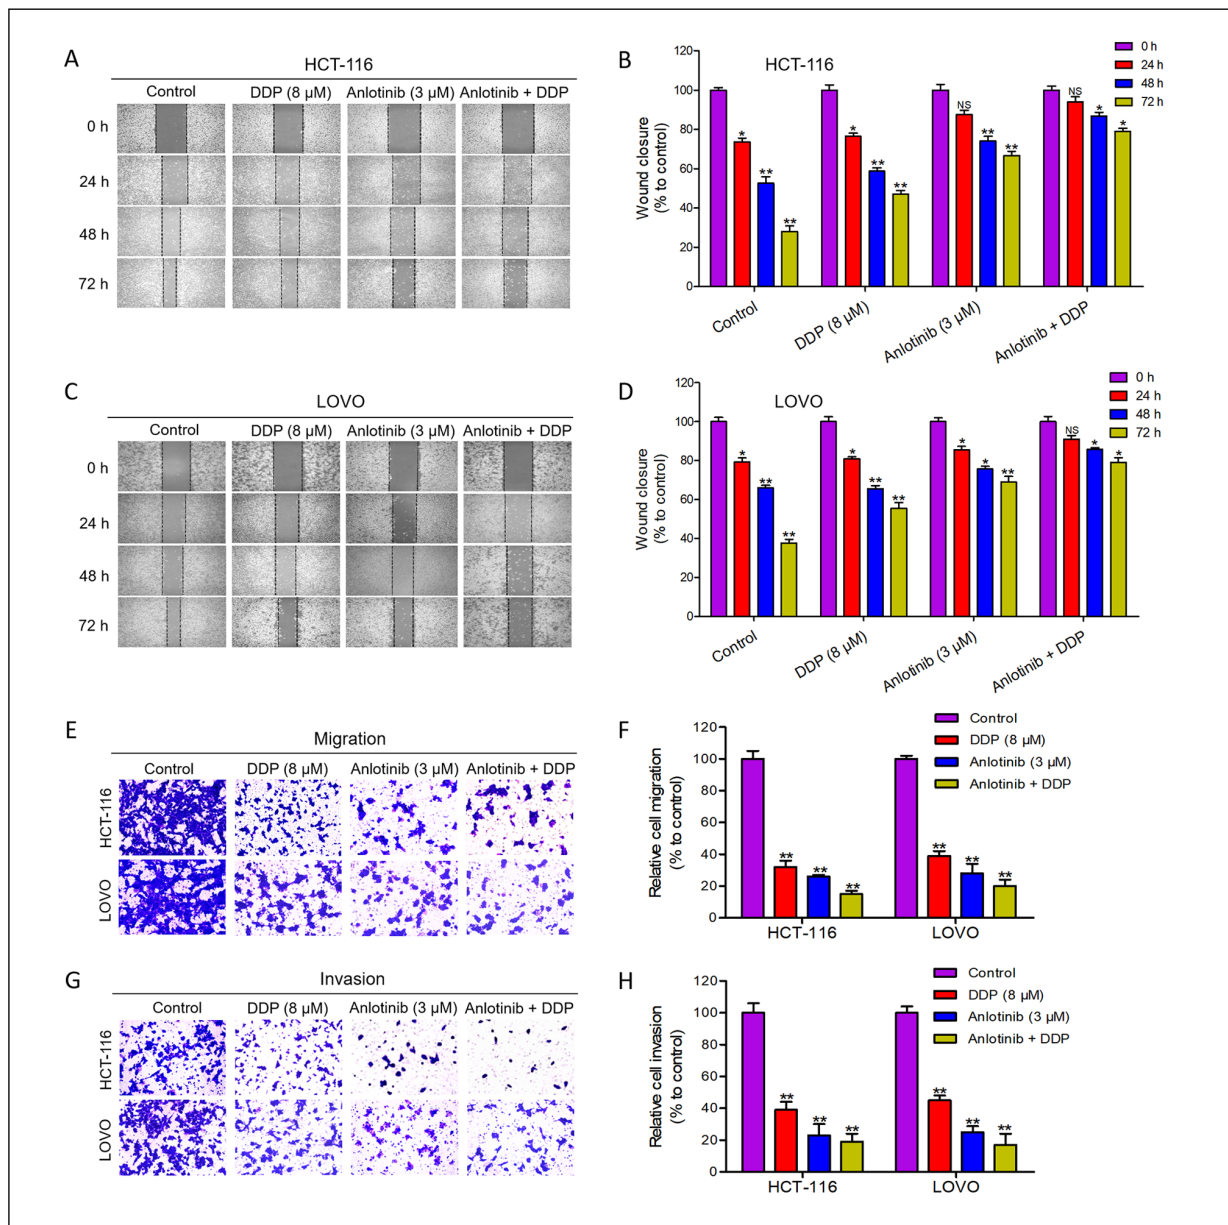 A
HCT-116
Control DDP (8 μM) Anlotinib (3 μM) Anlotinib + DDP
0 h
24 h
48 h
72 h
B
HCT-116
0 h
24 h
48 h
72 h
Wound closure
(% to control)
120
100
80
60
40
20
0
* ** **
* ** **
NS ** **
NS * *
Control DDP (8 μM) Anlotinib (3 μM) Anlotinib + DDP
C
LOVO
Control DDP (8 μM) Anlotinib (3 μM) Anlotinib + DDP
0 h
24 h
48 h
72 h
D
LOVO
0 h
24 h
48 h
72 h
Wound closure
(% to control)
120
100
80
60
40
20
0
* ** **
* ** **
* * **
NS * *
Control DDP (8 μM) Anlotinib (3 μM) Anlotinib + DDP
E
Migration
Control DDP (8 μM) Anlotinib (3 μM) Anlotinib + DDP
HCT-116
LOVO
F
Control
DDP (8 μM)
Anlotinib (3 μM)
Anlotinib + DDP
Relative cell migration
(% to control)
120
100
80
60
40
20
0
** ** **
** ** **
HCT-116 LOVO
G
Invasion
Control DDP (8 μM) Anlotinib (3 μM) Anlotinib + DDP
HCT-116
LOVO
H
Control
DDP (8 μM)
Anlotinib (3 μM)
Anlotinib + DDP
Relative cell invasion
(% to control)
120
100
80
60
40
20
0
** ** **
** ** **
HCT-116 LOVO